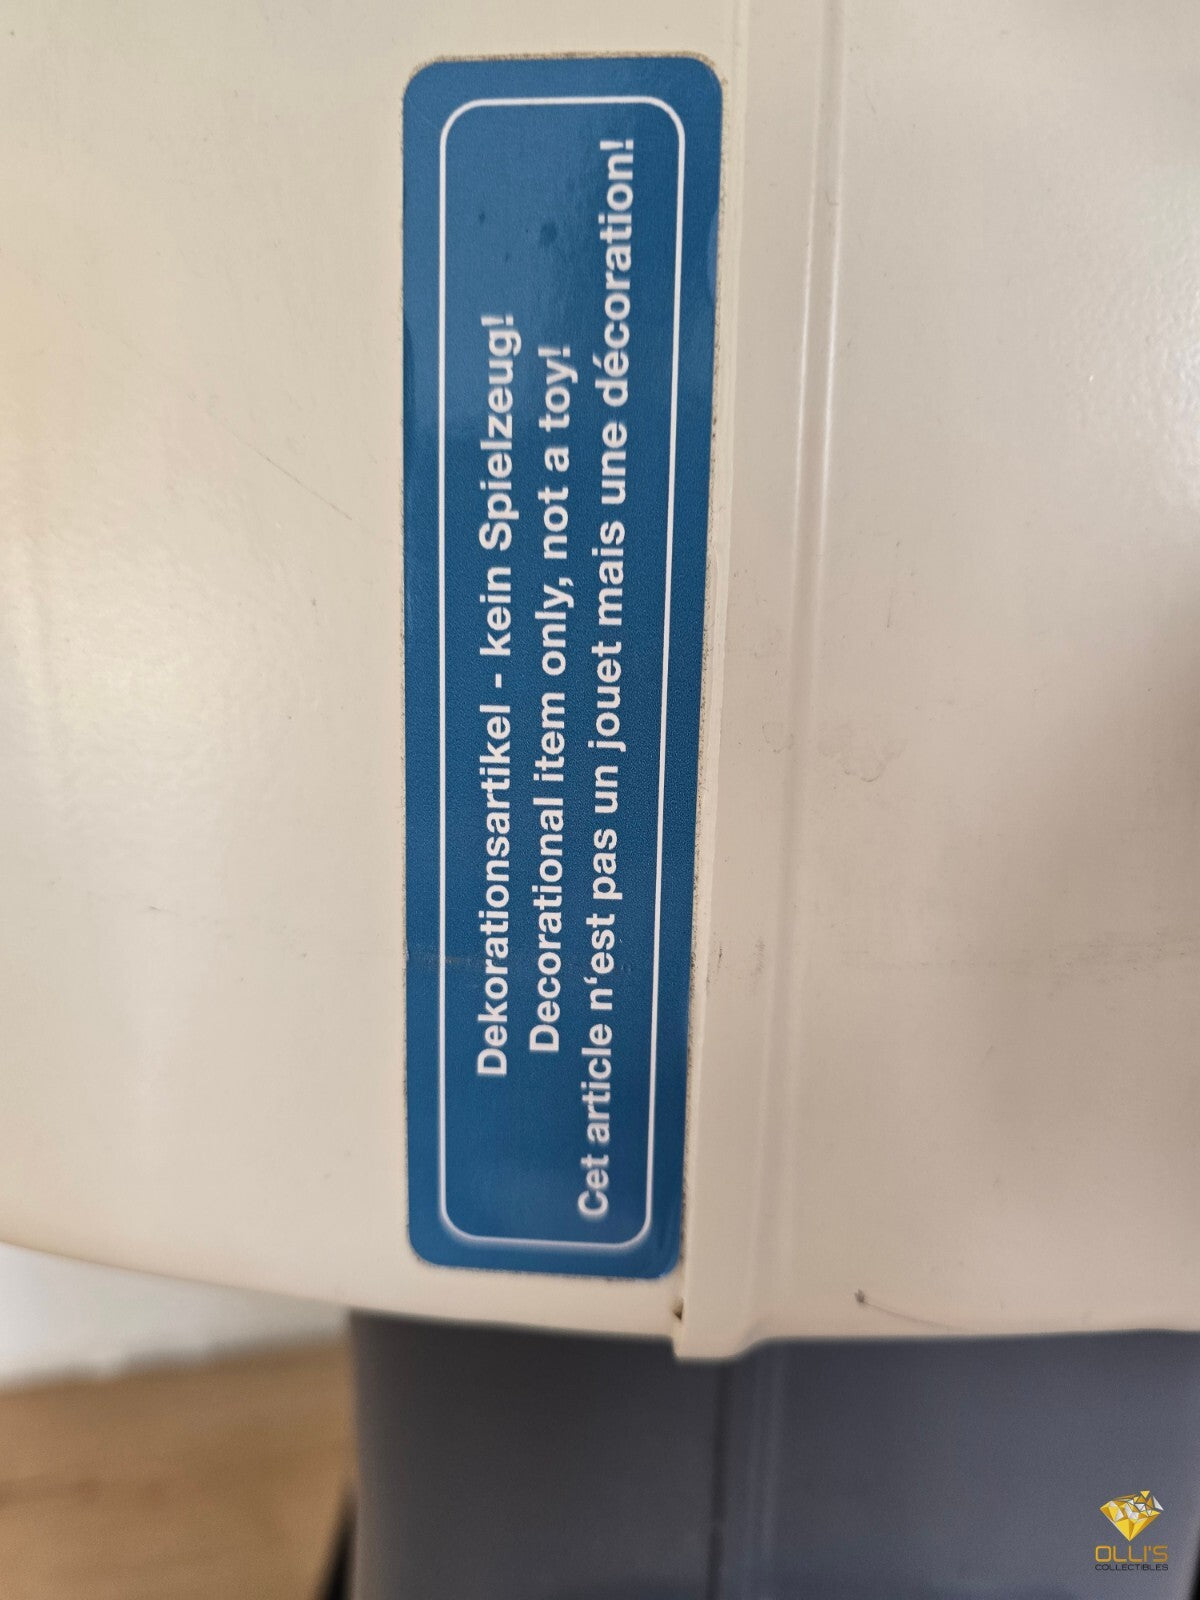 Dekorationsartikel - kein Spielzeug!
Decorational item only, not a toy!
Cet article n‘est pas un jouet mais une décoration!
OLLI'S
COLLECTIBLES